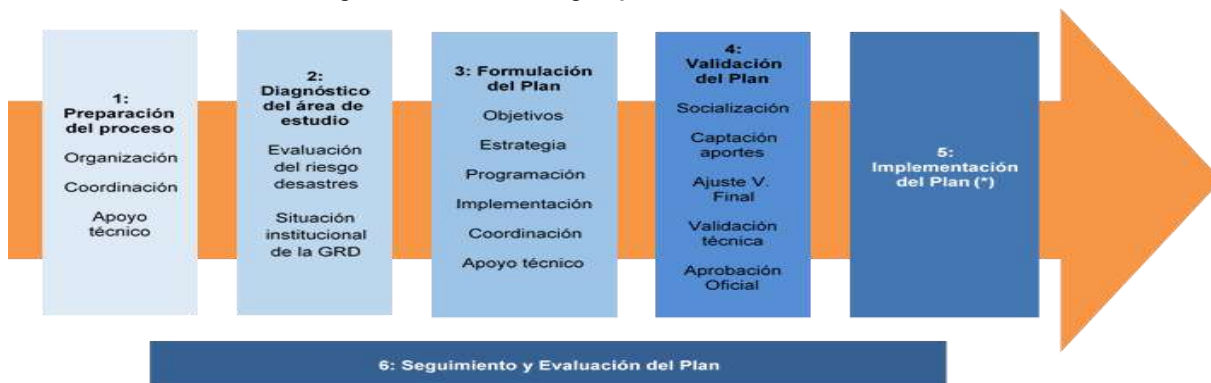 1:
Preparación
del proceso
Organización
Coordinación
Apoyo
técnico
2:
Diagnóstico
del área de
estudio
Evaluación
del riesgo
desastres
Situación
institucional
de la GRD
3: Formulación
del Plan
Objetivos
Estrategia
Programación
Implementación
Coordinación
Apoyo técnico
4:
Validación
del Plan
Socialización
Captación
aportes
Ajuste V.
Final
Validación
técnica
Aprobación
Oficial
5:
Implementación
del Plan (*)
6: Seguimiento y Evaluación del Plan